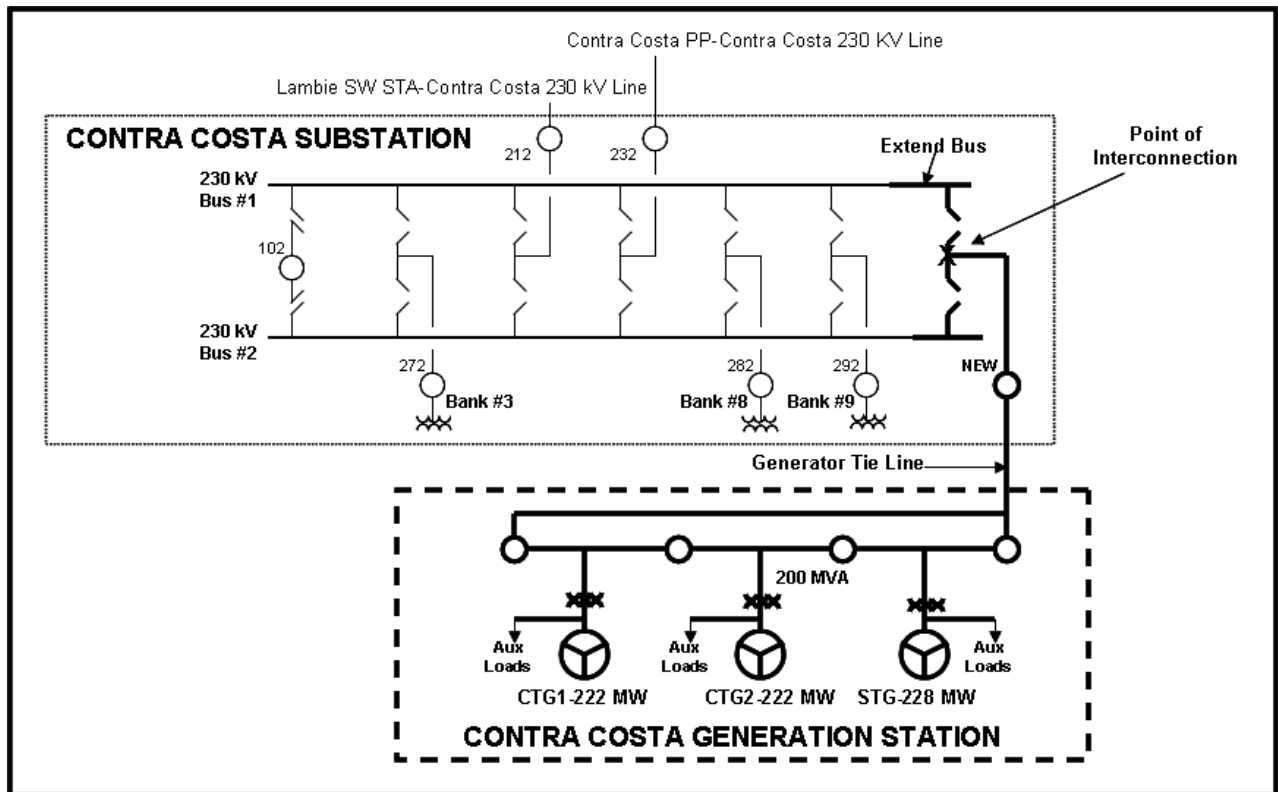 Contra Costa PP-Contra Costa 230 KV Line
Lambie SW STA-Contra Costa 230 kV Line
CONTRA COSTA SUBSTATION
212
232
Extend Bus
Point of
Interconnection
230 kV
Bus #1
102
230 kV
Bus #2
272
Bank #3
282
Bank #8
292
Bank #9
NEW
Generator Tie Line
200 MVA
Aux
Loads
Aux
Loads
Aux
Loads
CTG1-222 MW
CTG2-222 MW
STG-228 MW
CONTRA COSTA GENERATION STATION